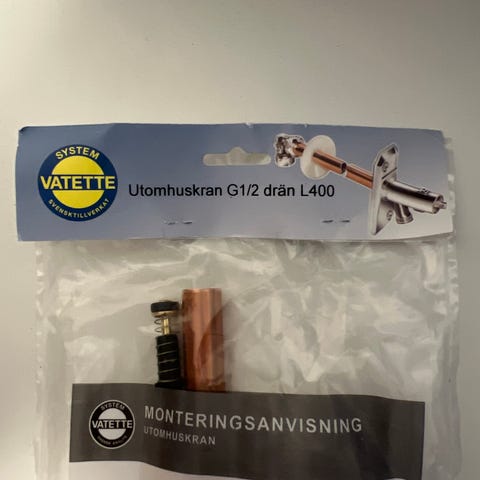 SYSTEM
VATETTE
SVENSKTILLVERKAT
Utomhuskran G1/2 drän L400
SYSTEM
VATETTE
MONTERINGSANVISNING
UTOMHUSKRAN